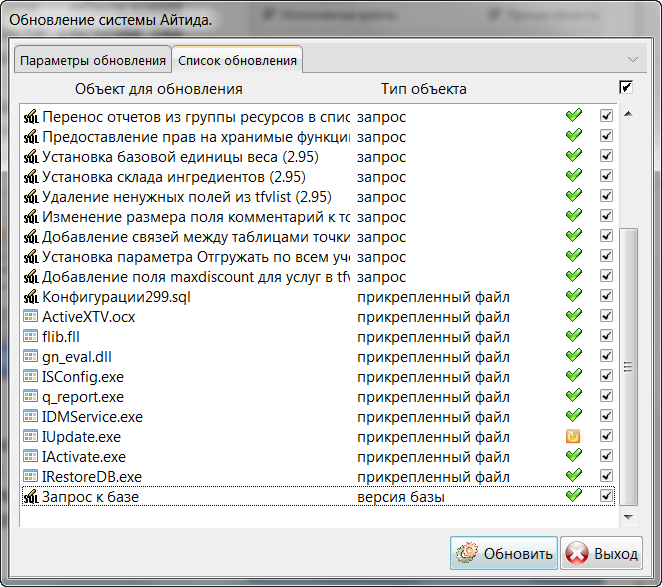 Обновление системы Айтида.
Параметры обновления Список обновления
Объект для обновления Тип объекта
Перенос отчетов из группы ресурсов в спис запрос
Предоставление прав на хранимые функци запрос
Установка базовой единицы веса (2.95) запрос
Установка склада ингредиентов (2.95) запрос
Удаление ненужных полей из tfvlist (2.95) запрос
Изменение размера поля комментарий к то запрос
Добавление связей между таблицами точки запрос
Установка параметра Отгружать по всем уче запрос
Добавление поля maxdiscount для услуг в tfv запрос
Конфигурации299.sql прикрепленный файл
ActiveXTV.ocx прикрепленный файл
flib.fll прикрепленный файл
gn_eval.dll прикрепленный файл
ISConfig.exe прикрепленный файл
q_report.exe прикрепленный файл
IDMService.exe прикрепленный файл
IUpdate.exe прикрепленный файл
IActivate.exe прикрепленный файл
IRestoreDB.exe прикрепленный файл
Запрос к базе версия базы
Обновить Выход